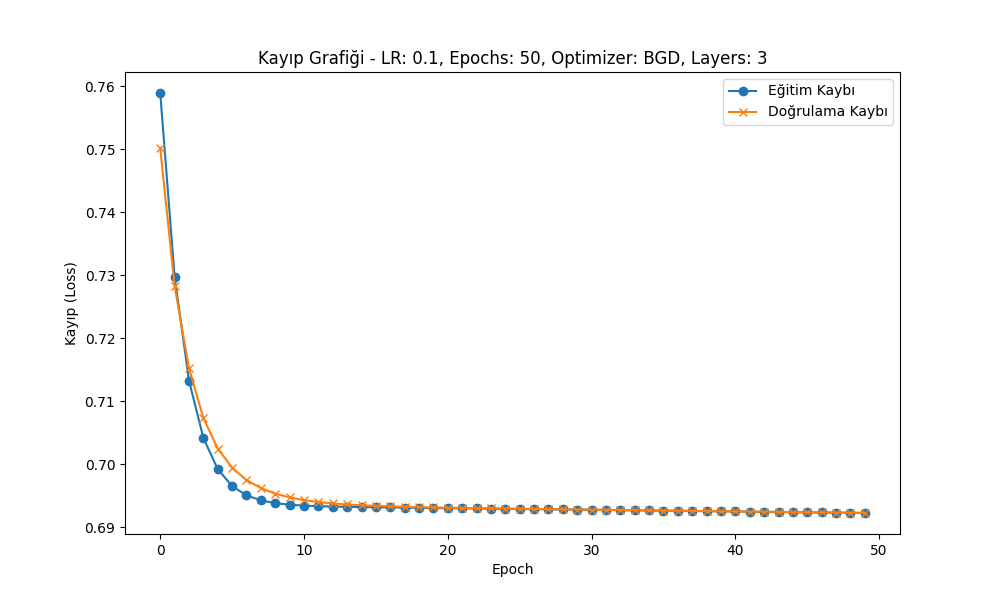 Kayıp Grafiği - LR: 0.1, Epochs: 50, Optimizer: BGD, Layers: 3
Eğitim Kaybı
Doğrulama Kaybı
Kayıp (Loss)
0.76
0.75
0.74
0.73
0.72
0.71
0.70
0.69
0 10 20 30 40 50
Epoch